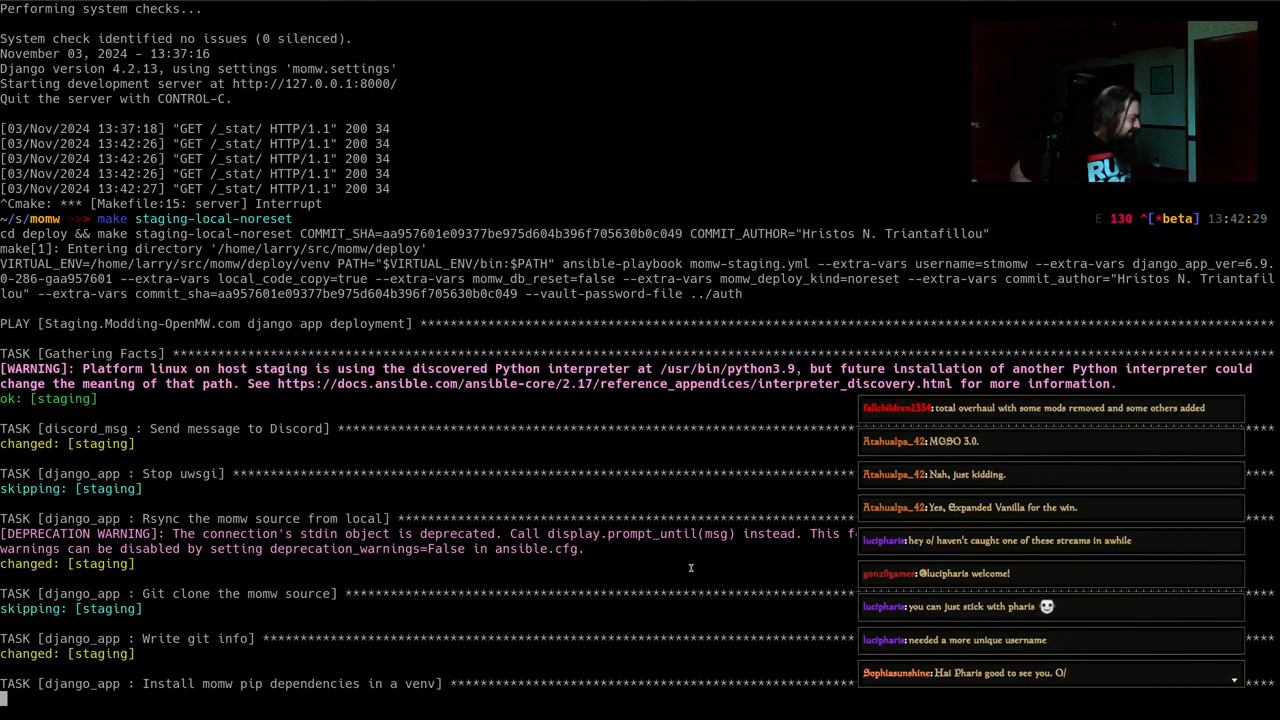 Performing system checks...
System check identified no issues (0 silenced).
November 03, 2024 - 13:37:16
Django version 4.2.13, using settings 'momw.settings'
Starting development server at http://127.0.0.1:8000/
Quit the server with CONTROL-C.
[03/Nov/2024 13:37:18] "GET /_stat/ HTTP/1.1" 200 34
[03/Nov/2024 13:42:26] "GET /_stat/ HTTP/1.1" 200 34
[03/Nov/2024 13:42:26] "GET /_stat/ HTTP/1.1" 200 34
[03/Nov/2024 13:42:26] "GET /_stat/ HTTP/1.1" 200 34
[03/Nov/2024 13:42:27] "GET /_stat/ HTTP/1.1" 200 34
^Cmake: *** [Makefile:15: server] Interrupt
~/s/momw >>> make staging-local-noreset E 130 ^[*beta] 13:42:29
cd deploy && make staging-local-noreset COMMIT_SHA=aa957601e09377be975d604b396f705630b0c049 COMMIT_AUTHOR="Hristos N. Triantafillou"
make[1]: Entering directory '/home/larry/src/momw/deploy'
VIRTUAL_ENV=/home/larry/src/momw/deploy/venv PATH="$VIRTUAL_ENV/bin:$PATH" ansible-playbook momw-staging.yml --extra-vars username=stmomw --extra-vars django_app_ver=6.9.
0-286-gaa957601 --extra-vars local_code_copy=true --extra-vars momw_db_reset=false --extra-vars momw_deploy_kind=noreset --extra-vars commit_author="Hristos N. Triantafi
lou" --extra-vars commit_sha=aa957601e09377be975d604b396f705630b0c049 --vault-password-file ../auth
PLAY [Staging.Modding-OpenMW.com django app deployment] ******************************************************************************************************************
TASK [Gathering Facts] ***************************************************************************************************************************************************
[WARNING]: Platform linux on host staging is using the discovered Python interpreter at /usr/bin/python3.9, but future installation of another Python interpreter could
change the meaning of that path. See https://docs.ansible.com/ansible-core/2.17/reference_appendices/interpreter_discovery.html for more information.
ok: [staging]
TASK [discord_msg : Send message to Discord] *****************************************************************************************************************************
changed: [staging]
TASK [django_app : Stop uwsgi] *******************************************************************************************************************************************
skipping: [staging]
TASK [django_app : Rsync the momw source from local] *********************************************************************************************************************
[DEPRECATION WARNING]: The connection's stdin object is deprecated. Call display.prompt_until(msg) instead. This f
warnings can be disabled by setting deprecation_warnings=False in ansible.cfg.
changed: [staging]
TASK [django_app : Git clone the momw source] ****************************************************************************************************************************
skipping: [staging]
TASK [django_app : Write git info] ***************************************************************************************************************************************
changed: [staging]
TASK [django_app : Install momw pip dependencies in a venv] **************************************************************************************************************
RU
fallchildren1334: total overhaul with some mods removed and some others added
Atahualpa_42: MGSO 3.0.
Atahualpa_42: Nah, just kidding.
Atahualpa_42: Yes, Expanded Vanilla for the win.
lucipharis: hey o/ haven't caught one of these streams in awhile
gonz0games: @lucipharis welcome!
lucipharis: you can just stick with pharis
lucipharis: needed a more unique username
Sophiasunshine: Hai Pharis good to see you. O/